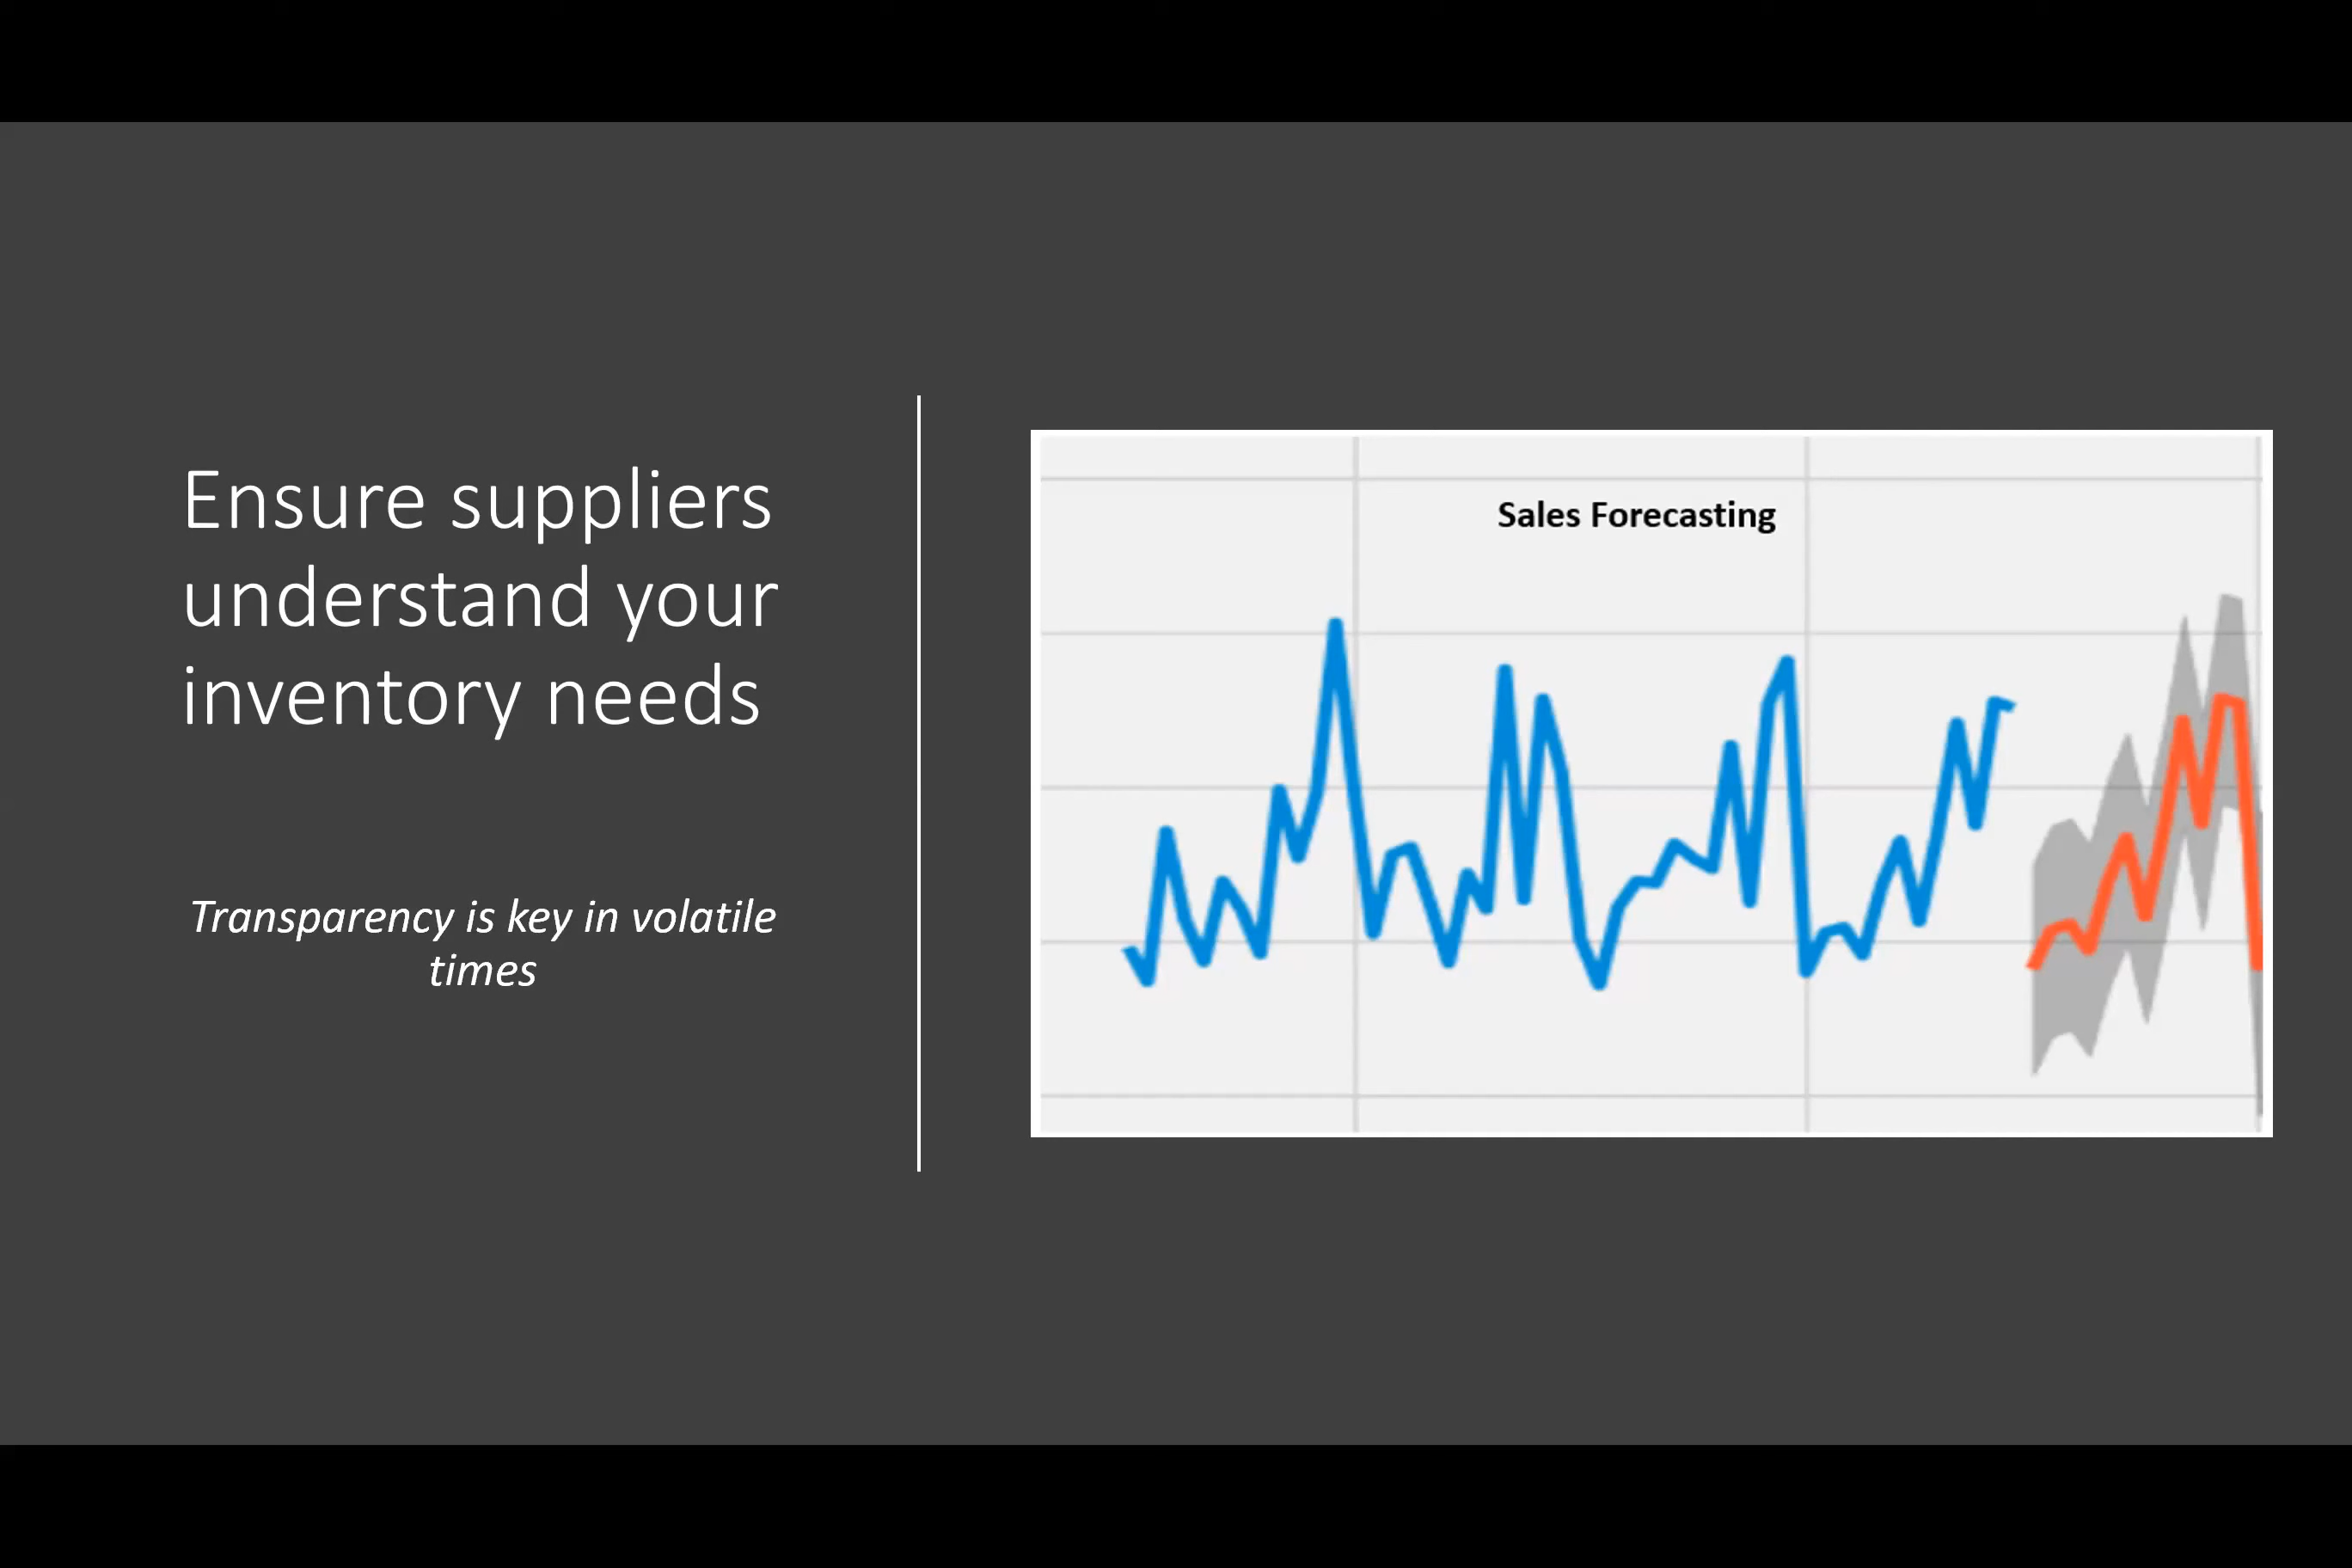 Ensure suppliers
understand your
inventory needs
Transparency is key in volatile
times
Sales Forecasting